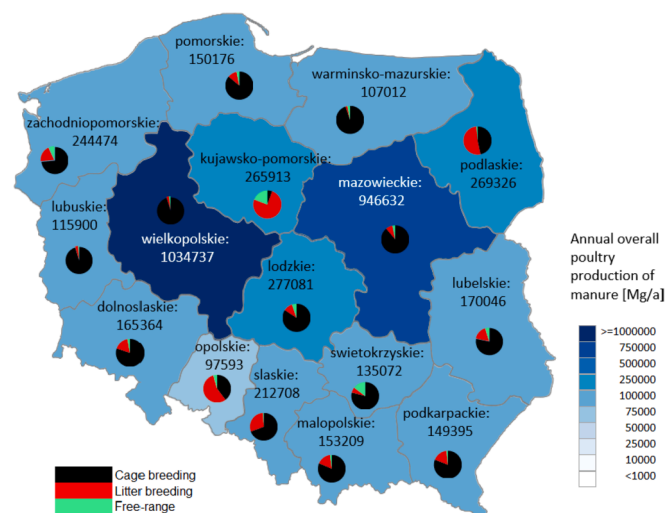 pomorskie:
150176
warminsko-mazurskie:
107012
zachodniopomorskie:
244474
kujawsko-pomorskie:
265913
podlaskie:
269326
mazowieckie:
946632
lubuskie:
115900
wielkopolskie:
1034737
lodzkie:
277081
lubelskie:
170046
dolnoslaskie:
165364
opolskie:
97593
slaskie:
212708
świetokrzyskie:
135072
malopolskie:
153209
podkarpackie:
149395
Annual overall
poultry
production of
manure [Mg/a]
>=1000000
750000
500000
250000
100000
75000
50000
25000
10000
<1000
Cage breeding
Litter breeding
Free-range